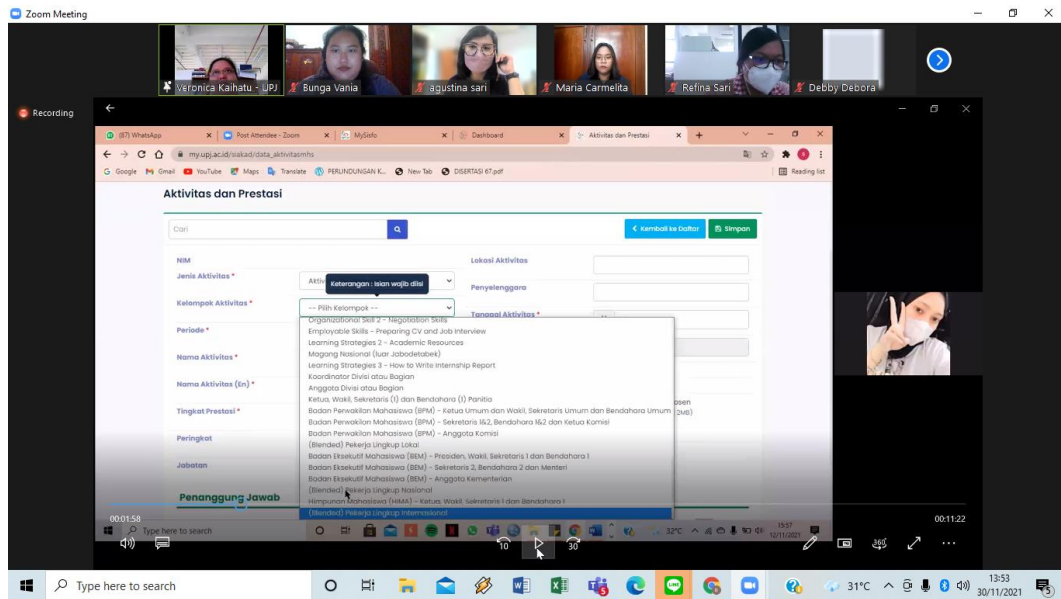 Zoom Meeting
Veronica Kaihatu - UPJ
Bunga Vania
agustina sari
Maria Carmelita
Refina Sari
Debby Debora
Recording
(87) WhatsApp
Post Attendee - Zoom
MySisfo
Dashboard
Aktivitas dan Prestasi
my.upj.ac.id/siakad/data_aktivitasmhs
Google
Gmail
YouTube
Maps
Translate
PERLINDUNGAN K...
New Tab
DISERTASI 67.pdf
Reading list
Aktivitas dan Prestasi
Cari
Kembali ke Daftar
Simpan
NIM
Lokasi Aktivitas
Jenis Aktivitas *
Keterangan : Isian wajib diisi
Penyelenggara
Kelompok Aktivitas *
-- Pilih Kelompok --
Tanggal Aktivitas *
Periode *
Nama Aktivitas *
Nama Aktivitas (En) *
Tingkat Prestasi *
Peringkat
Jabatan
Penanggung Jawab
Organizational Skill 2 - Negotiation Skills
Employable Skills - Preparing CV and Job Interview
Learning Strategies 2 - Academic Resources
Magang Nasional (luar Jabodetabek)
Learning Strategies 3 - How to Write Internship Report
Koordinator Divisi atau Bagian
Anggota Divisi atau Bagian
Ketua, Wakil, Sekretaris (1) dan Bendahara (1) Panitia
Badan Perwakilan Mahasiswa (BPM) - Ketua Umum dan Wakil, Sekretaris Umum dan Bendahara Umum
Badan Perwakilan Mahasiswa (BPM) - Sekretaris 1&2, Bendahara 1&2 dan Ketua Komisi
Badan Perwakilan Mahasiswa (BPM) - Anggota Komisi
(Blended) Pekerja Lingkup Lokal
Badan Eksekutif Mahasiswa (BEM) - Presiden, Wakil, Sekretaris 1 dan Bendahara 1
Badan Eksekutif Mahasiswa (BEM) - Sekretaris 2, Bendahara 2 dan Menteri
Badan Eksekutif Mahasiswa (BEM) - Anggota Kementerian
(Blended) Pekerja Lingkup Nasional
Himpunan Mahasiswa (HIMA) - Ketua, Wakil, Sekretaris 1 dan Bendahara 1
(Blended) Pekerja Lingkup Internasional
00:01:58
00:11:22
Type here to search
32°C
15:57
12/11/2021
10
30
360
Type here to search
31°C
13:53
30/11/2021